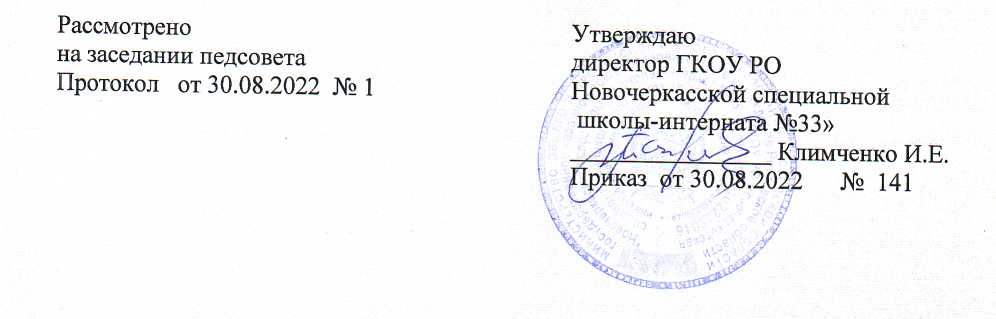 Рассмотрено
на заседании педсовета
Протокол от 30.08.2022 № 1
Утверждаю
директор ГКОУ РО
Новочеркасской специальной
школы-интерната №33»
Климченко И.Е.
Приказ от 30.08.2022 № 141